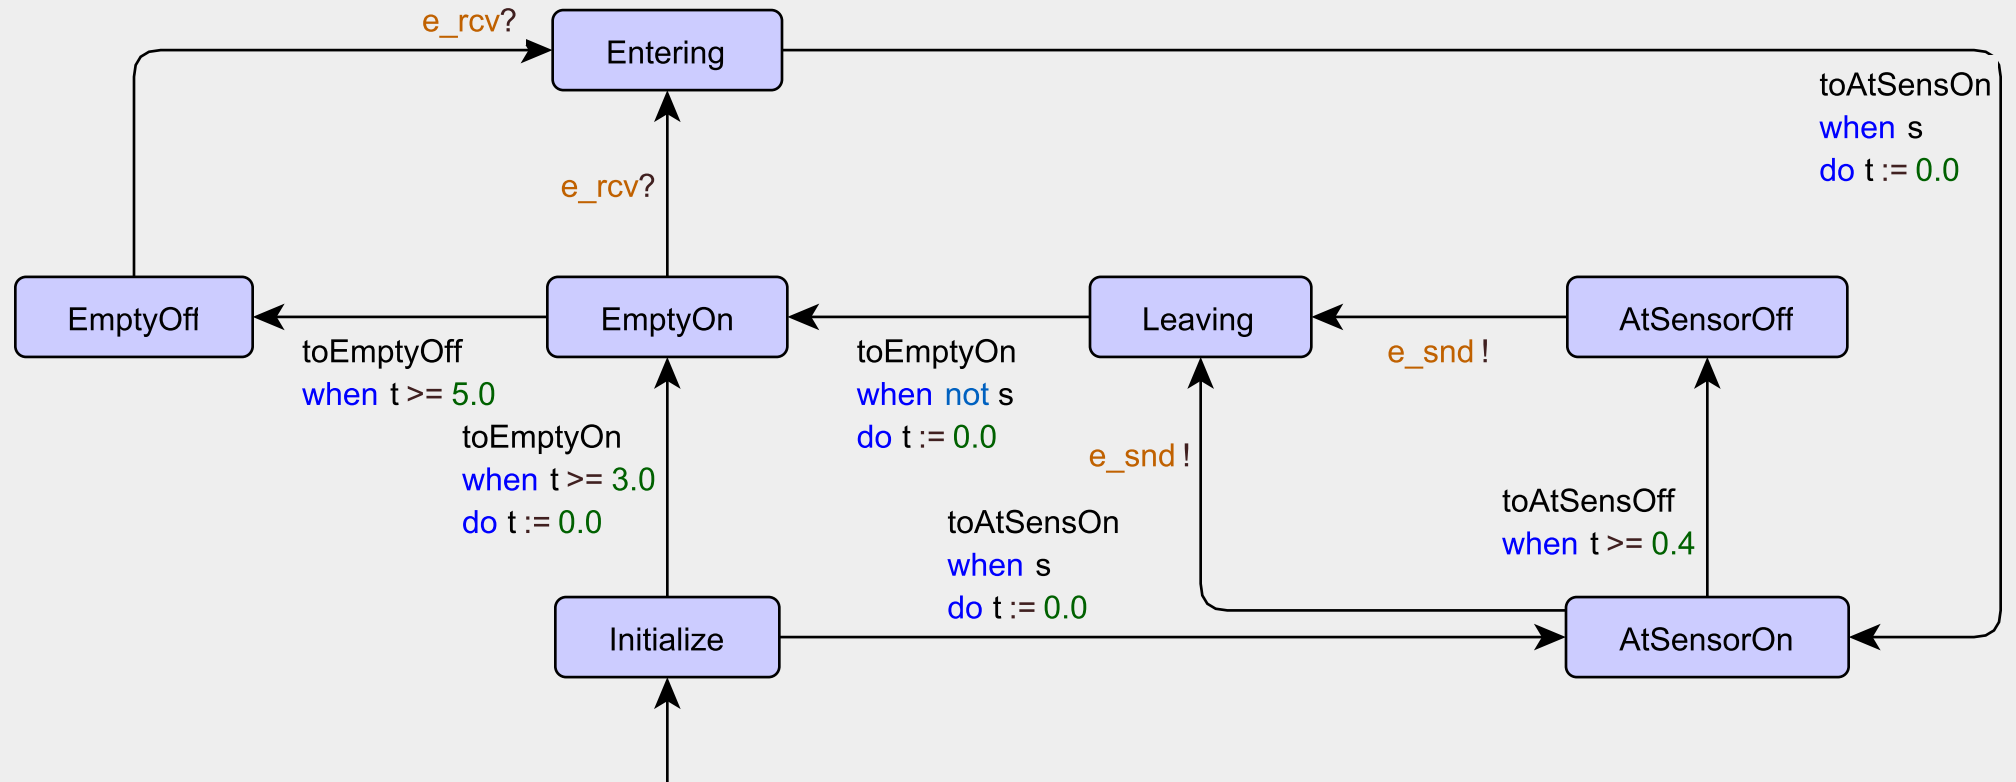 e_rcv?
Entering
toAtSensOn
when s
do t := 0.0
e_rcv?
EmptyOff
EmptyOn
Leaving
AtSensorOff
toEmptyOff
when t >= 5.0
toEmptyOn
when not s
do t := 0.0
e_snd!
toEmptyOn
when t >= 3.0
do t := 0.0
e_snd!
toAtSensOn
when s
do t := 0.0
toAtSensOff
when t >= 0.4
Initialize
AtSensorOn